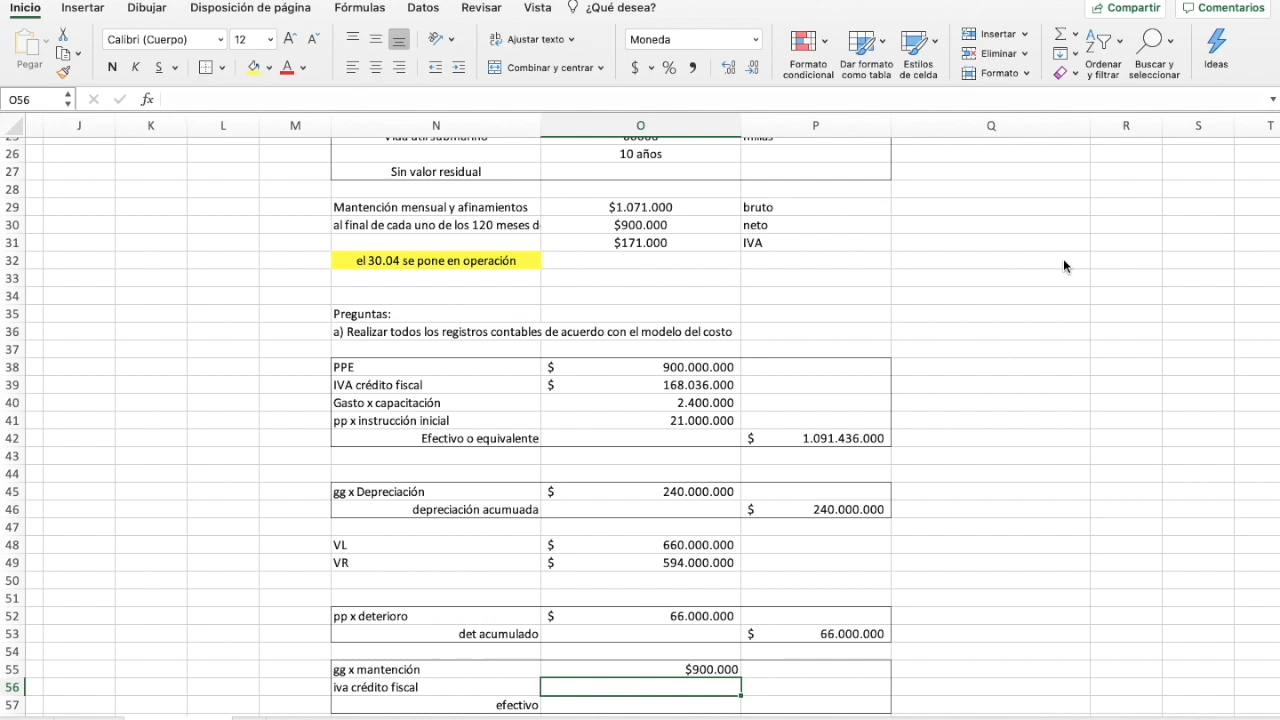 Inicio Insertar Dibujar Disposición de página Fórmulas Datos Revisar Vista ¿Qué desea? Compartir Comentarios
Calibri (Cuerpo) 12 Ajustar texto Moneda Insertar
Eliminar
Pegar N K S A Combinar y centrar $ % Formato condicional Dar formato como tabla Estilos de celda Formato Ordenar y filtrar Buscar y seleccionar Ideas
O56 fx
J K L M N O P Q R S T
26 10 años
27 Sin valor residual
28
29 Mantención mensual y afinamientos $1.071.000 bruto
30 al final de cada uno de los 120 meses d $900.000 neto
31 $171.000 IVA
32 el 30.04 se pone en operación
33
34
35 Preguntas:
36 a) Realizar todos los registros contables de acuerdo con el modelo del costo
37
38 PPE $ 900.000.000
39 IVA crédito fiscal $ 168.036.000
40 Gasto x capacitación 2.400.000
41 pp x instrucción inicial 21.000.000
42 Efectivo o equivalente $ 1.091.436.000
43
44
45 gg x Depreciación $ 240.000.000
46 depreciación acumuada $ 240.000.000
47
48 VL $ 660.000.000
49 VR $ 594.000.000
50
51
52 pp x deterioro $ 66.000.000
53 det acumulado $ 66.000.000
54
55 gg x mantención $900.000
56 iva crédito fiscal
57 efectivo